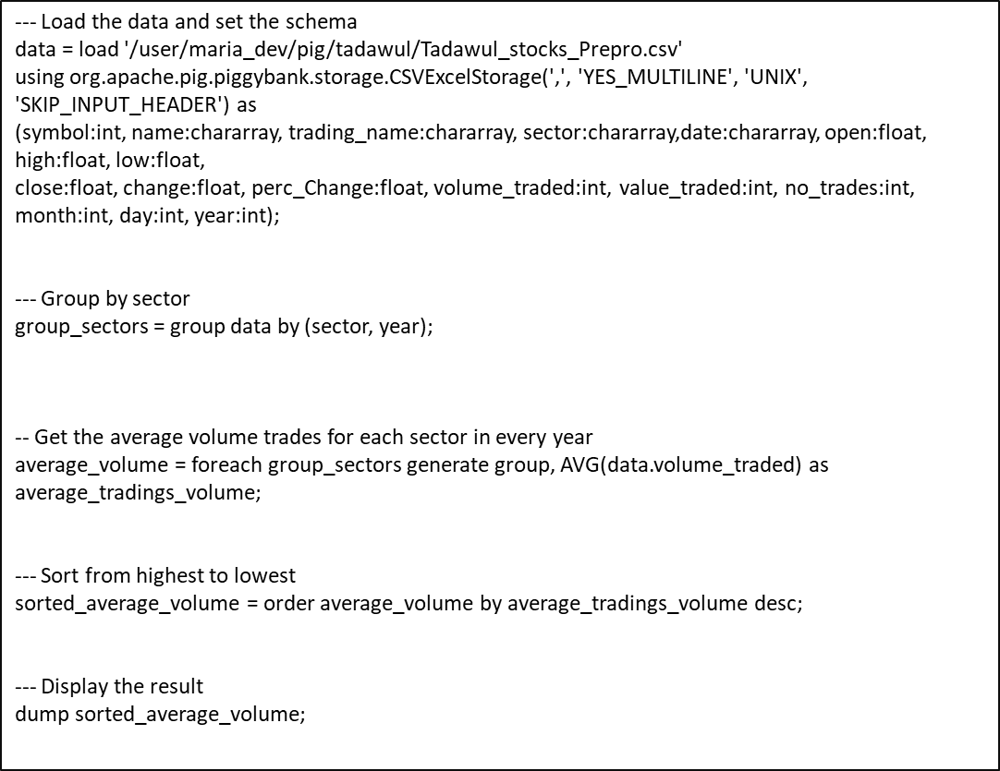 --- Load the data and set the schema
data = load '/user/maria_dev/pig/tadawul/Tadawul_stocks_Prepro.csv'
using org.apache.pig.piggybank.storage.CSVExcelStorage(',', 'YES_MULTILINE', 'UNIX',
'SKIP_INPUT_HEADER') as
(symbol:int, name:chararray, trading_name:chararray, sector:chararray,date:chararray, open:float,
high:float, low:float,
close:float, change:float, perc_Change:float, volume_traded:int, value_traded:int, no_trades:int,
month:int, day:int, year:int);
--- Group by sector
group_sectors = group data by (sector, year);
-- Get the average volume trades for each sector in every year
average_volume = foreach group_sectors generate group, AVG(data.volume_traded) as
average_tradings_volume;
--- Sort from highest to lowest
sorted_average_volume = order average_volume by average_tradings_volume desc;
--- Display the result
dump sorted_average_volume;